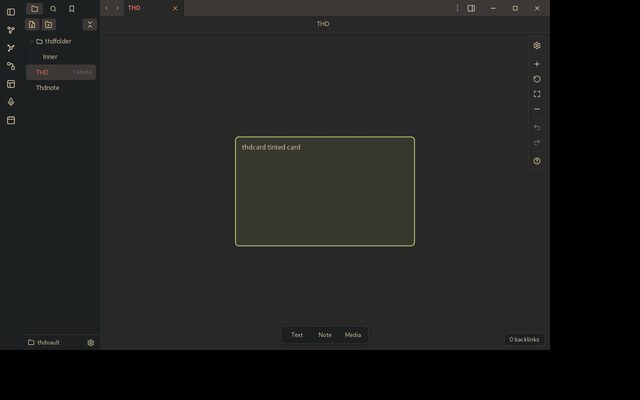 THD
THD
thdfolder
Inner
THD CANVAS
Thdnote
thdcard tinted card
Text Note Media
thdvault
0 backlinks